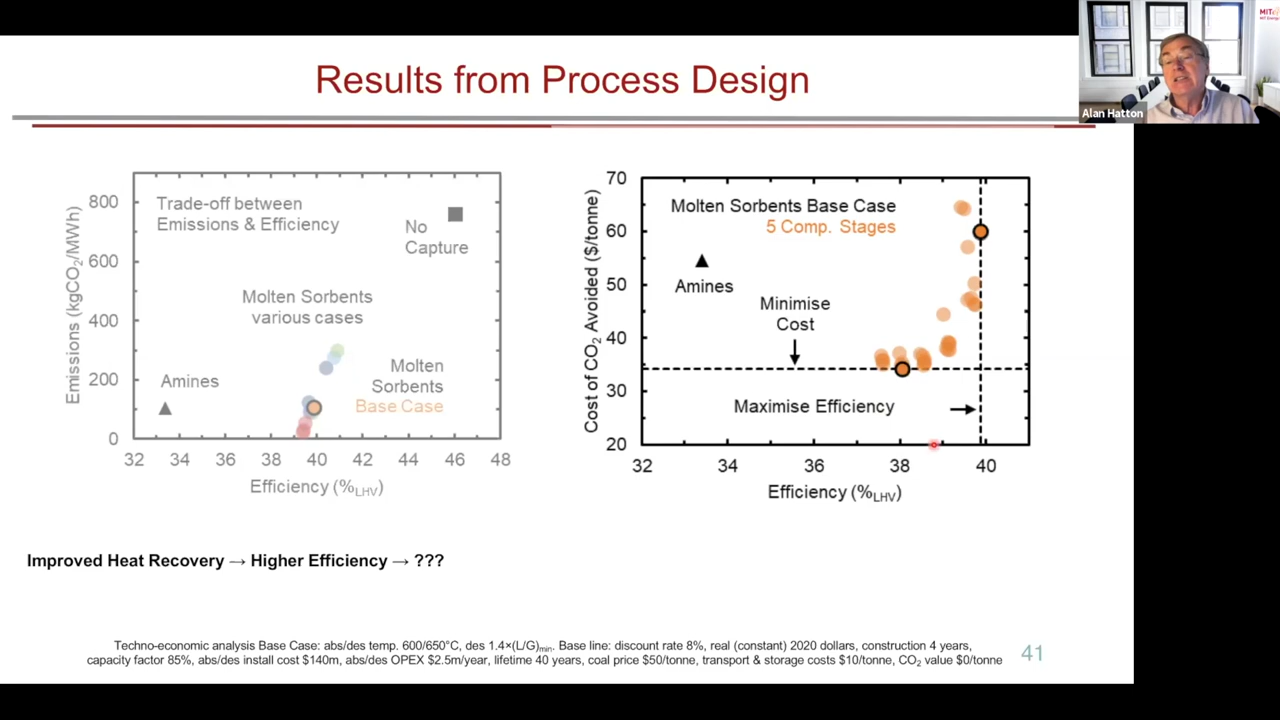 Results from Process Design
MITei
MIT Energy
Alan Hatton
Emissions (kgCO₂/MWh)
800
600
400
200
0
Trade-off between
Emissions & Efficiency
No
Capture
Molten Sorbents
various cases
Amines
Molten
Sorbents
Base Case
32 34 36 38 40 42 44 46 48
Efficiency (%LHV)
Cost of CO₂ Avoided ($/tonne)
70
60
50
40
30
20
Molten Sorbents Base Case
5 Comp. Stages
Amines
Minimise
Cost
Maximise Efficiency
32 34 36 38 40
Efficiency (%LHV)
Improved Heat Recovery → Higher Efficiency → ???
Techno-economic analysis Base Case: abs/des temp. 600/650°C, des 1.4×(L/G)min. Base line: discount rate 8%, real (constant) 2020 dollars, construction 4 years,
capacity factor 85%, abs/des install cost $140m, abs/des OPEX $2.5m/year, lifetime 40 years, coal price $50/tonne, transport & storage costs $10/tonne, CO₂ value $0/tonne
41